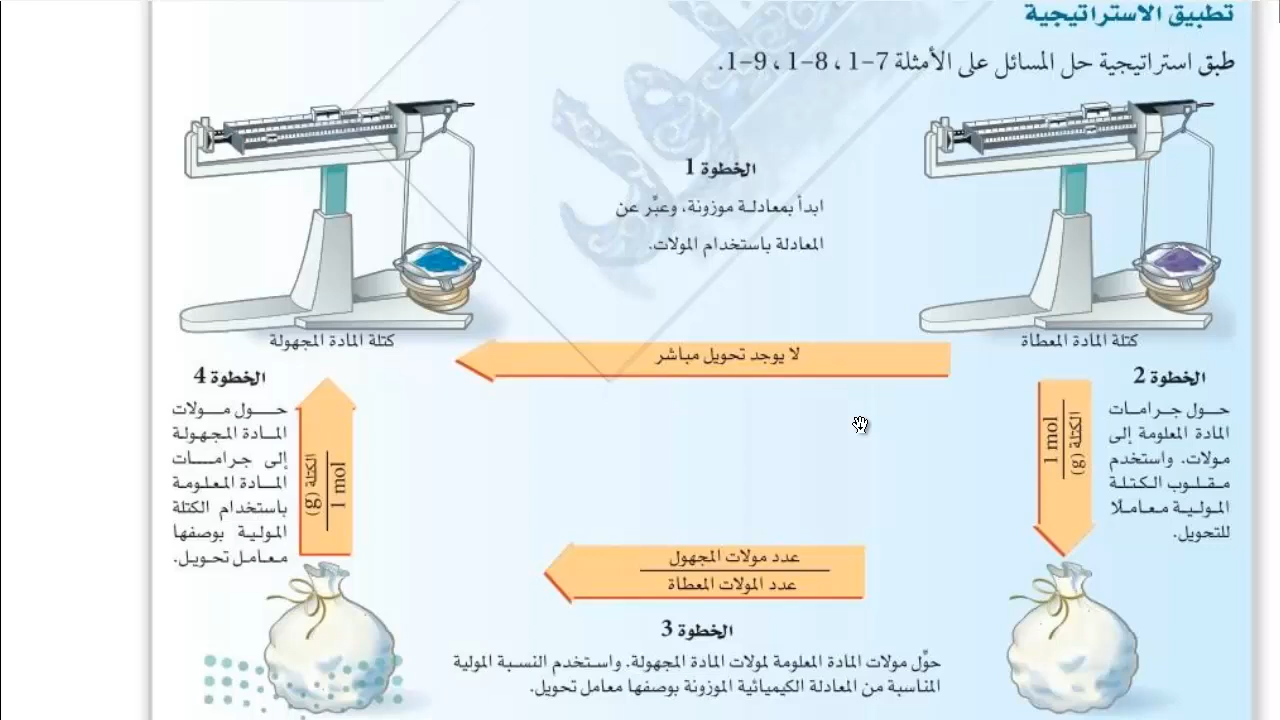 تطبيق الاستراتيجية
طبق استراتيجية حل المسائل على الأمثلة 7-1 ، 8-1 ، 9-1.
الخطوة 1
ابدأ بمعادلة موزونة، وعبِّر عن
المعادلة باستخدام المولات.
كتلة المادة المعطاة
كتلة المادة المجهولة
لا يوجد تحويل مباشر
الخطوة 2
حول جرامات
المادة المعلومة إلى
مولات. واستخدم
مقلوب الكتلة
المولية معاملًا
للتحويل.
1 mol
الكتلة (g)
عدد مولات المجهول
عدد المولات المعطاة
الخطوة 3
حوِّل مولات المادة المعلومة لمولات المادة المجهولة. واستخدم النسبة المولية
المناسبة من المعادلة الكيميائية الموزونة بوصفها معامل تحويل.
الخطوة 4
حول مولات
المادة المجهولة
إلى جرامات
المادة المعلومة
باستخدام الكتلة
المولية بوصفها
معامل تحويل.
الكتلة (g)
1 mol